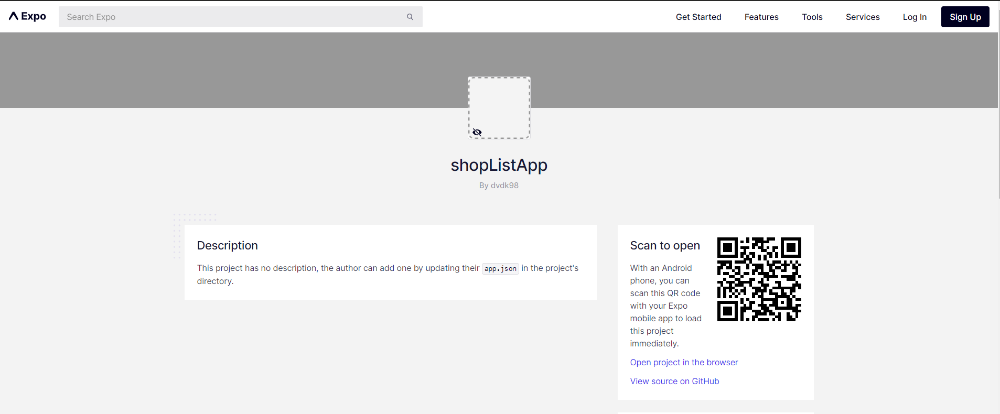 Expo
Search Expo
Get Started
Features
Tools
Services
Log In
Sign Up
shopListApp
By dvdk98
Description
This project has no description, the author can add one by updating their app.json in the project's
directory.
Scan to open
With an Android
phone, you can
scan this QR code
with your Expo
mobile app to load
this project
immediately.
Open project in the browser
View source on GitHub